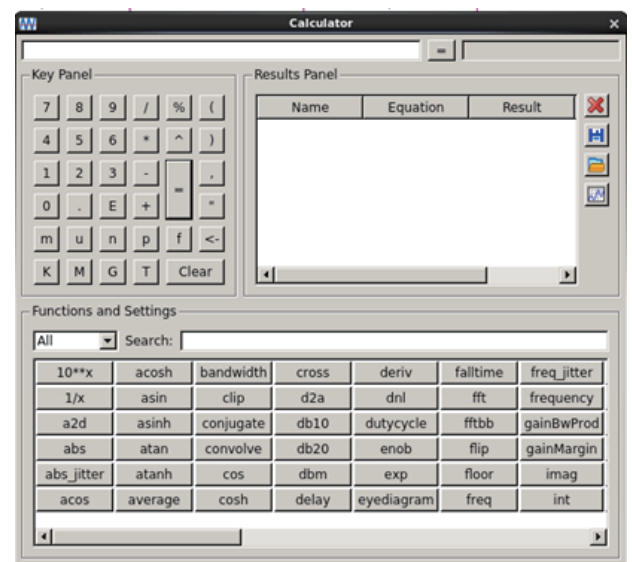 Calculator
=
Key Panel
7 8 9 / % (
4 5 6 * ^ )
1 2 3 - = ,
0 . E + "
m u n p f <-
K M G T Clear
Results Panel
Name Equation Result
Functions and Settings
All Search:
10**x acosh bandwidth cross deriv falltime freq_jitter
1/x asin clip d2a dnl fft frequency
a2d asinh conjugate db10 dutycycle fftbb gainBwProd
abs atan convolve db20 enob flip gainMargin
abs_jitter atanh cos dbm exp floor imag
acos average cosh delay eyediagram freq int